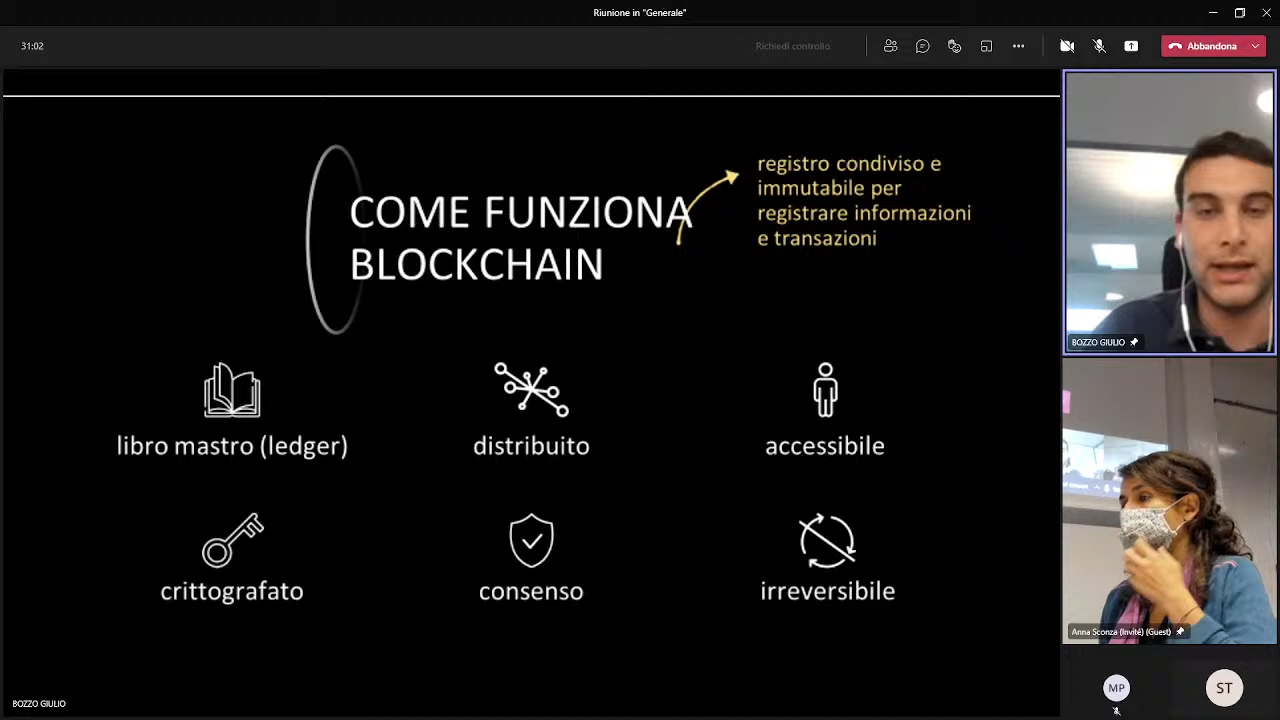 Riunione in "Generale"
31:02
Richiedi controllo
Abbandona
COME FUNZIONA
BLOCKCHAIN
registro condiviso e
immutabile per
registrare informazioni
e transazioni
libro mastro (ledger)
distribuito
accessibile
crittografato
consenso
irreversibile
BOZZO GIULIO
BOZZO GIULIO
Anna Sconza (Invité) (Guest)
MP
ST